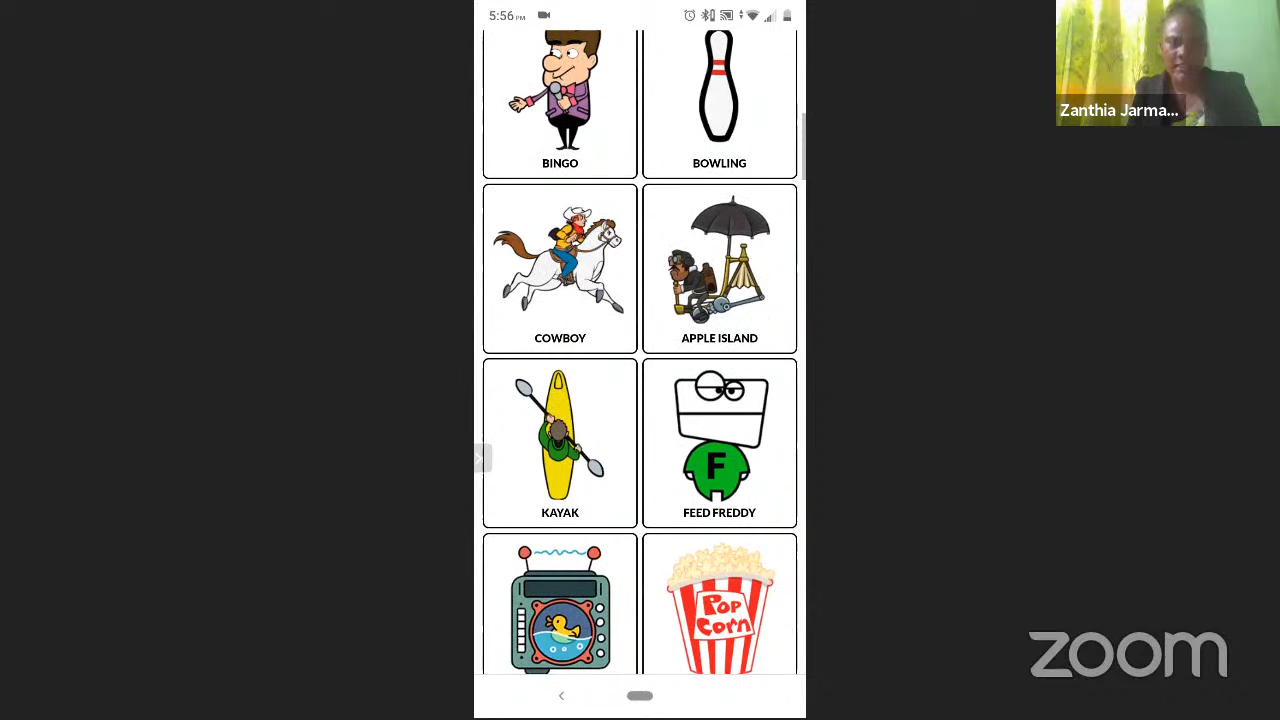 5:56 PM
Zanthia Jarma...
BINGO
BOWLING
COWBOY
APPLE ISLAND
KAYAK
F
FEED FREDDY
Pop
Corn
zoom